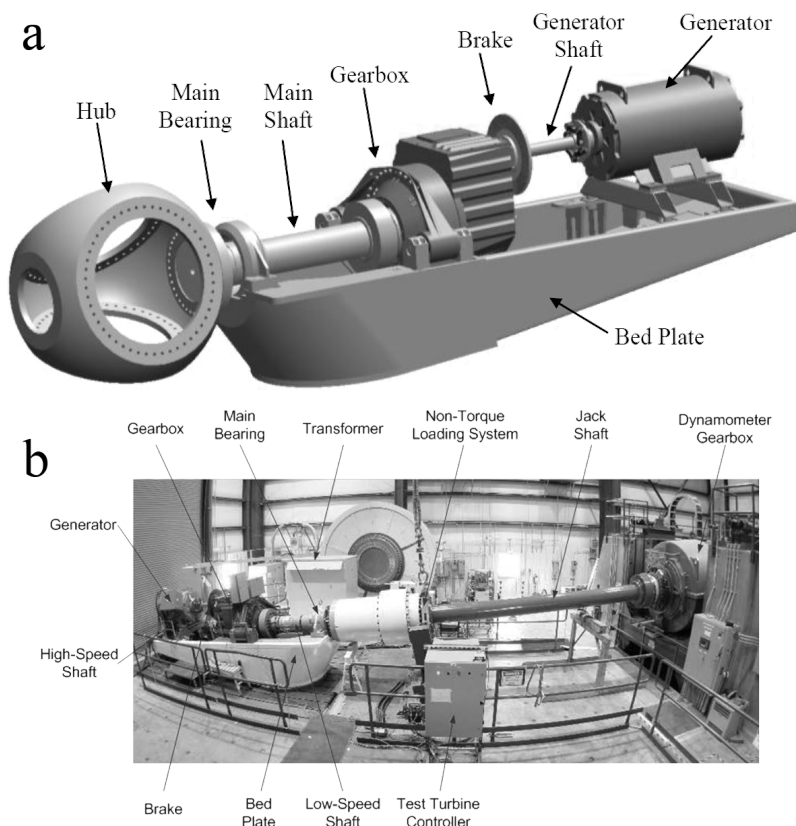 a
Brake
Generator
Shaft
Generator
Gearbox
Main
Bearing
Main
Shaft
Hub
Bed Plate
b
Gearbox
Main
Bearing
Transformer
Non-Torque
Loading System
Jack
Shaft
Dynamometer
Gearbox
Generator
High-Speed
Shaft
Brake
Bed
Plate
Low-Speed
Shaft
Test Turbine
Controller